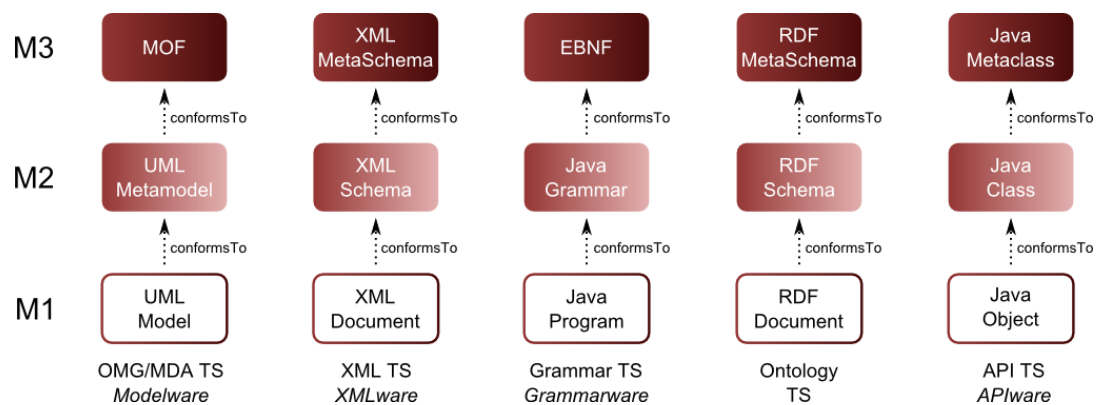 M3
MOF
XML
MetaSchema
EBNF
RDF
MetaSchema
Java
Metaclass
conformsTo
conformsTo
conformsTo
conformsTo
conformsTo
M2
UML
Metamodel
XML
Schema
Java
Grammar
RDF
Schema
Java
Class
conformsTo
conformsTo
conformsTo
conformsTo
conformsTo
M1
UML
Model
XML
Document
Java
Program
RDF
Document
Java
Object
OMG/MDA TS
Modelware
XML TS
XMLware
Grammar TS
Grammarware
Ontology
TS
API TS
APIware